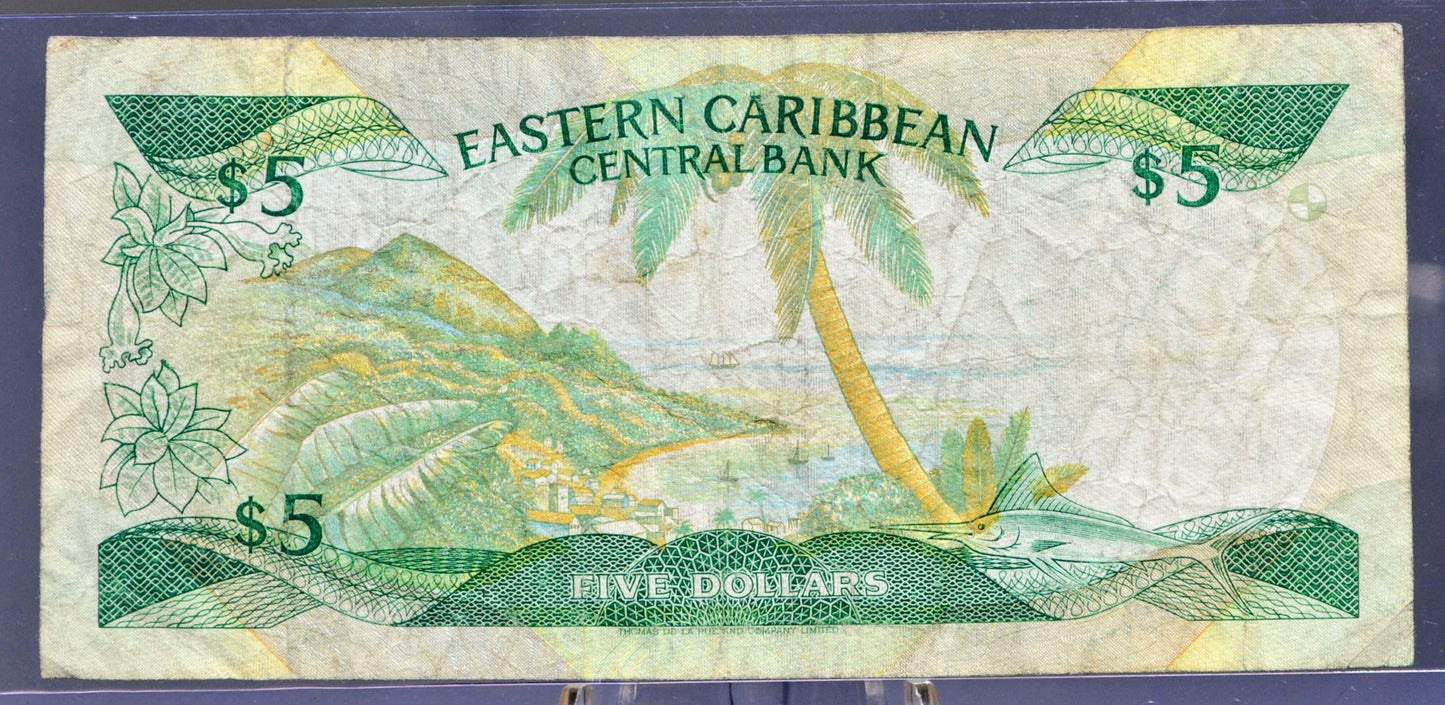 EASTERN CARIBBEAN
CENTRAL BANK
$5
$5
$5
FIVE DOLLARS
THOMAS DE LA RUE AND COMPANY LIMITED